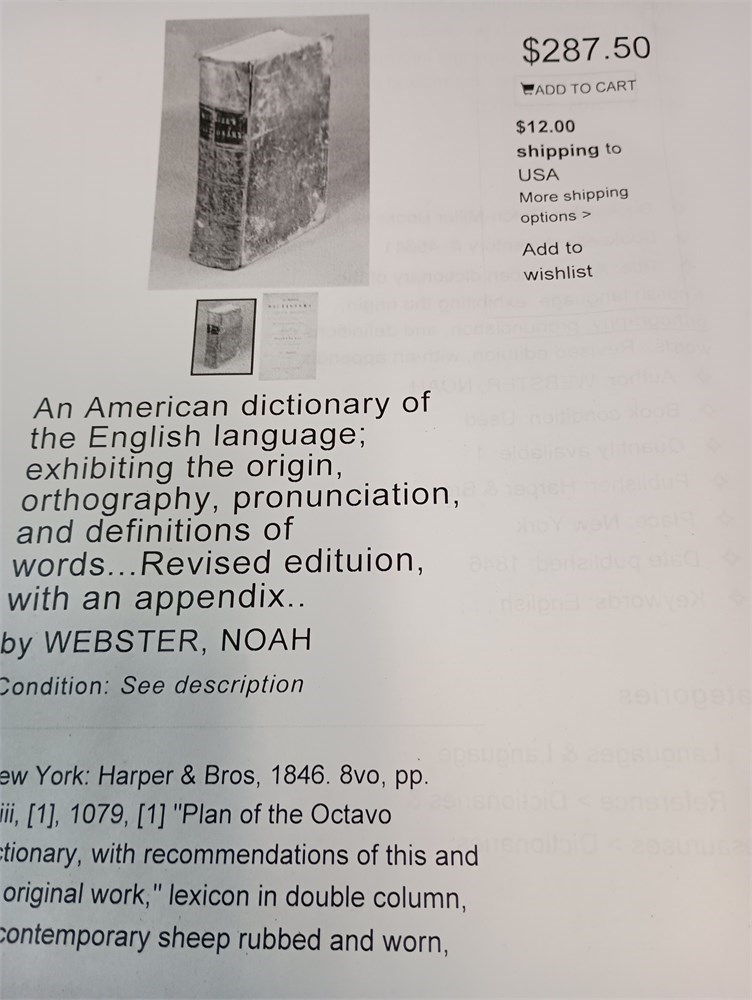 $287.50
ADD TO CART
$12.00
shipping to
USA
More shipping
options >
Add to
wishlist
An American dictionary of
the English language;
exhibiting the origin,
orthography, pronunciation,
and definitions of
words...Revised edituion,
with an appendix..
by WEBSTER, NOAH
Condition: See description
ew York: Harper & Bros, 1846. 8vo, pp.
iii, [1], 1079, [1] "Plan of the Octavo
ctionary, with recommendations of this and
original work," lexicon in double column,
contemporary sheep rubbed and worn,